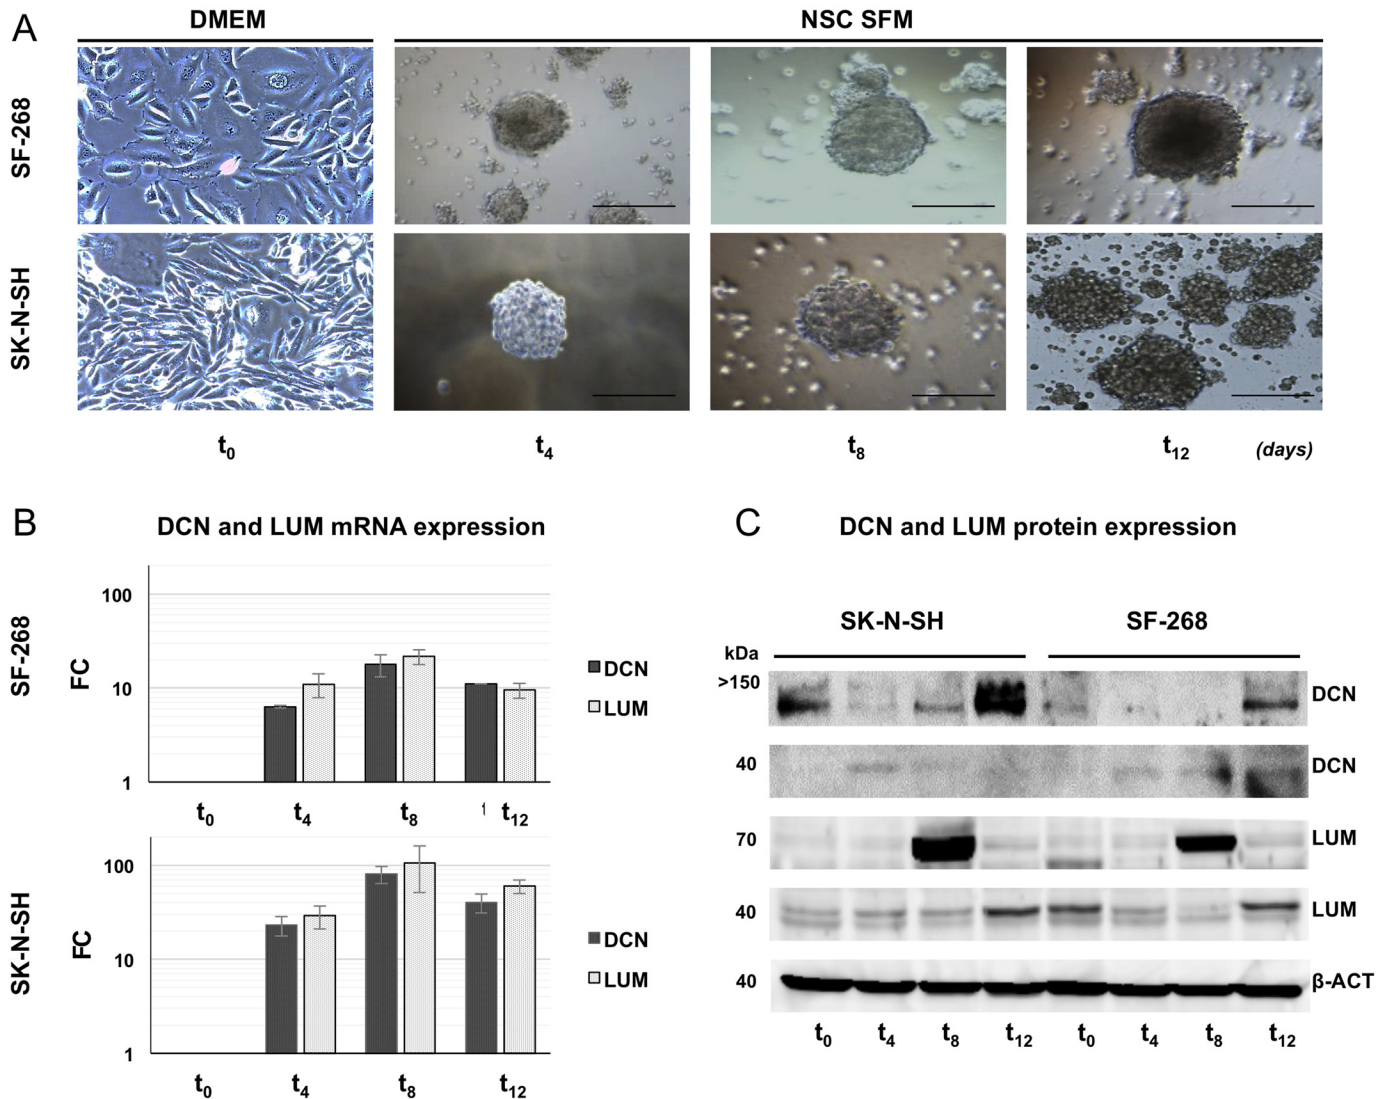 A
DMEM
NSC SFM
SF-268
SK-N-SH
t0
t4
t8
t12
(days)
B
DCN and LUM mRNA expression
SF-268
FC
100
10
1
DCN
LUM
t0
t4
t8
t
t12
SK-N-SH
FC
100
10
1
DCN
LUM
t0
t4
t8
t12
C
DCN and LUM protein expression
SK-N-SH
SF-268
kDa
>150
DCN
40
DCN
70
LUM
40
LUM
40
β-ACT
t0 t4 t8 t12 t0 t4 t8 t12